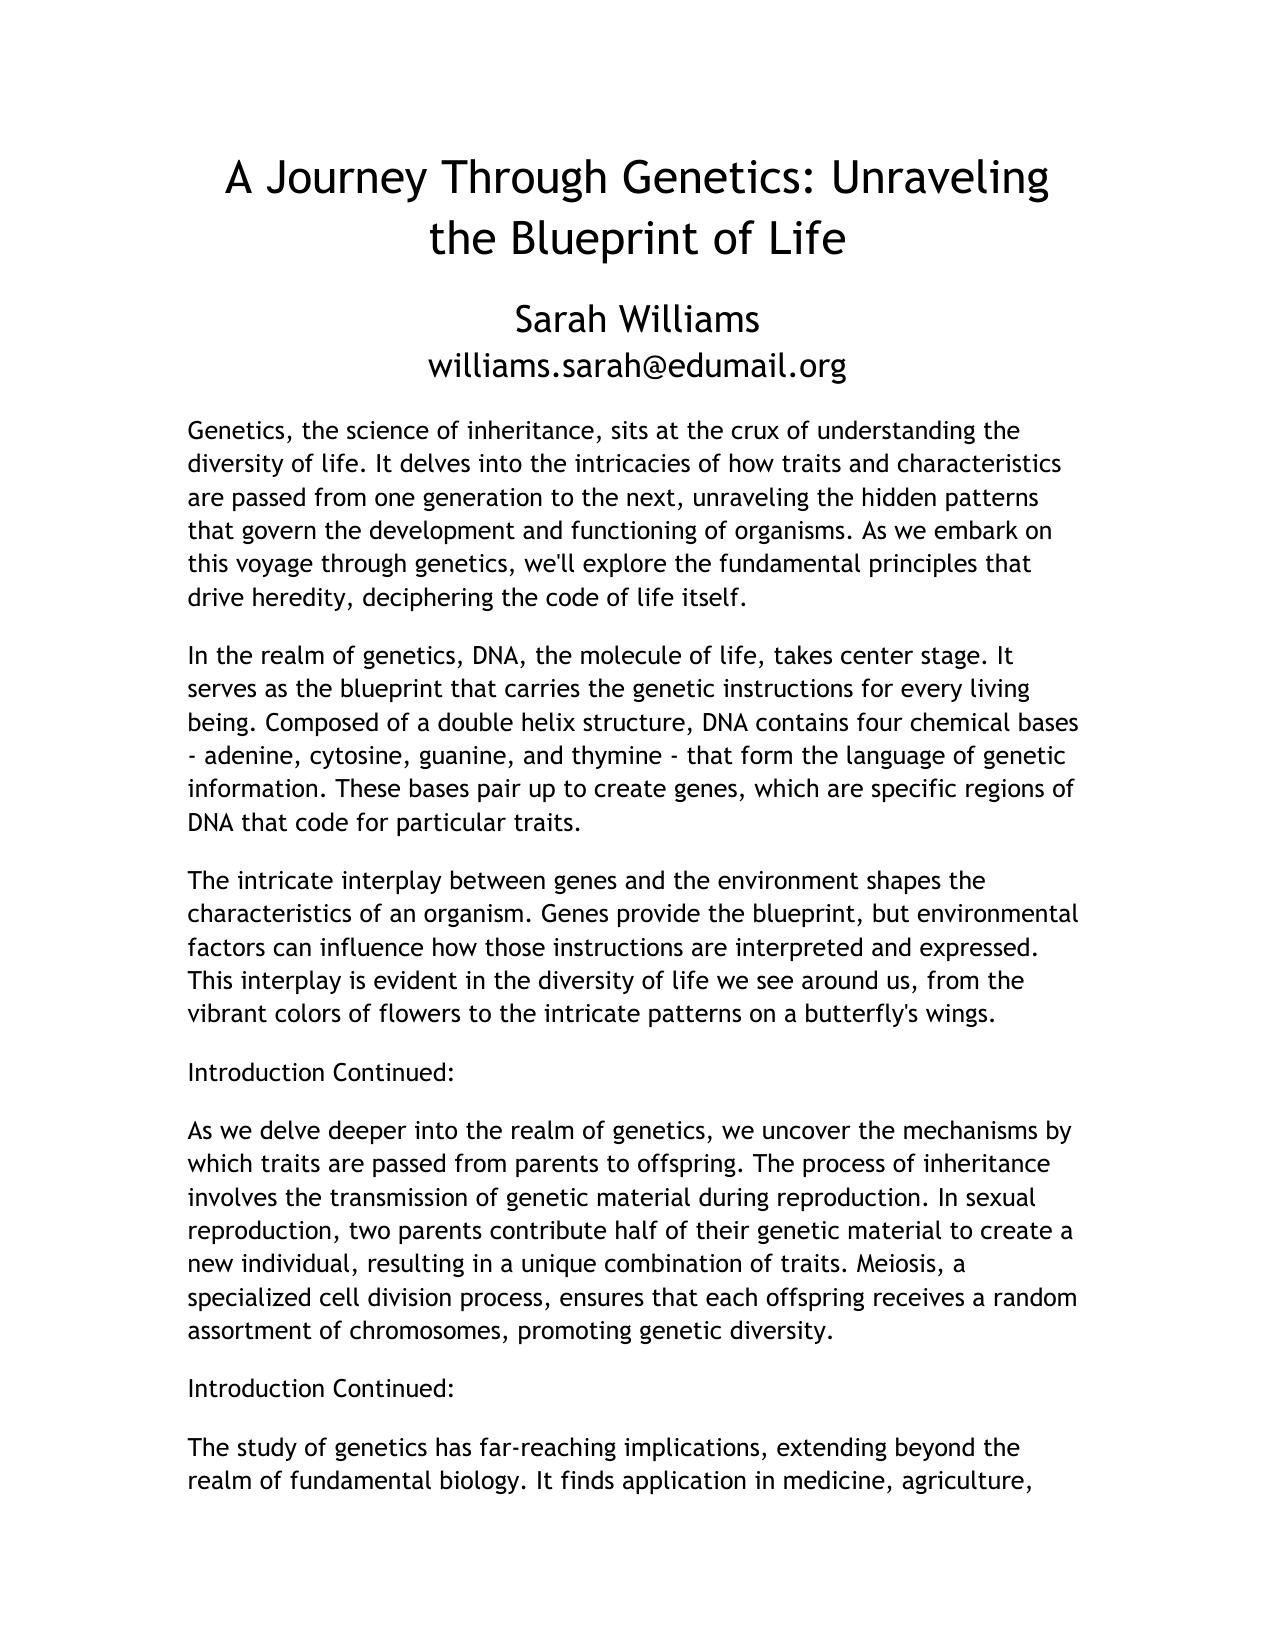 A Journey Through Genetics: Unraveling
the Blueprint of Life
Sarah Williams
williams.sarah@edumail.org
Genetics, the science of inheritance, sits at the crux of understanding the
diversity of life. It delves into the intricacies of how traits and characteristics
are passed from one generation to the next, unraveling the hidden patterns
that govern the development and functioning of organisms. As we embark on
this voyage through genetics, we'll explore the fundamental principles that
drive heredity, deciphering the code of life itself.
In the realm of genetics, DNA, the molecule of life, takes center stage. It
serves as the blueprint that carries the genetic instructions for every living
being. Composed of a double helix structure, DNA contains four chemical bases
- adenine, cytosine, guanine, and thymine - that form the language of genetic
information. These bases pair up to create genes, which are specific regions of
DNA that code for particular traits.
The intricate interplay between genes and the environment shapes the
characteristics of an organism. Genes provide the blueprint, but environmental
factors can influence how those instructions are interpreted and expressed.
This interplay is evident in the diversity of life we see around us, from the
vibrant colors of flowers to the intricate patterns on a butterfly's wings.
Introduction Continued:
As we delve deeper into the realm of genetics, we uncover the mechanisms by
which traits are passed from parents to offspring. The process of inheritance
involves the transmission of genetic material during reproduction. In sexual
reproduction, two parents contribute half of their genetic material to create a
new individual, resulting in a unique combination of traits. Meiosis, a
specialized cell division process, ensures that each offspring receives a random
assortment of chromosomes, promoting genetic diversity.
Introduction Continued:
The study of genetics has far-reaching implications, extending beyond the
realm of fundamental biology. It finds application in medicine, agriculture,